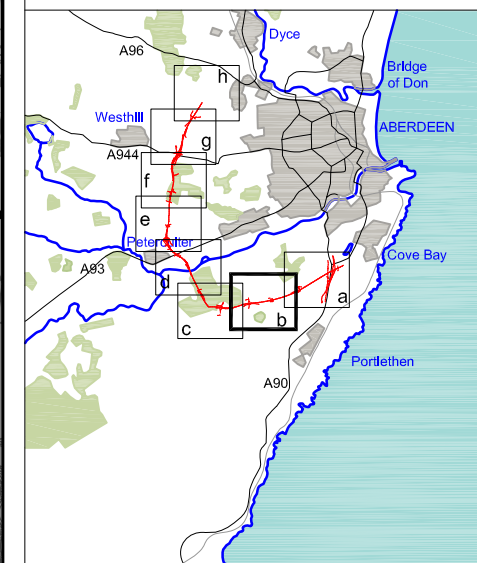 Dyce
A96
Bridge
of Don
h
Westhill
ABERDEEN
g
A944
f
e
Peterculter
Cove Bay
A93
d
a
b
c
Portlethen
A90